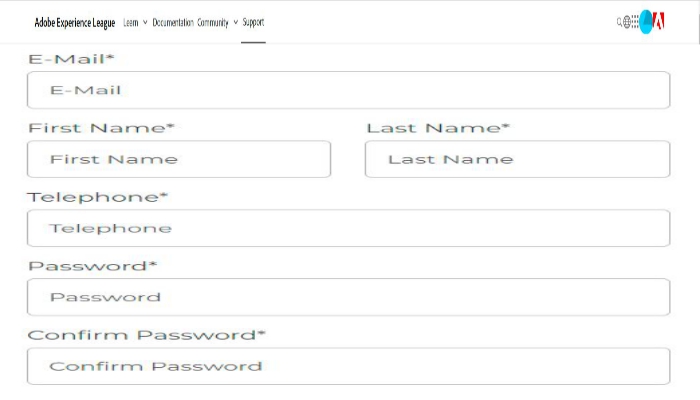 Adobe Experience League Learn Documentation Community Support
E-Mail*
E-Mail
First Name* Last Name*
First Name Last Name
Telephone*
Telephone
Password*
Password
Confirm Password*
Confirm Password